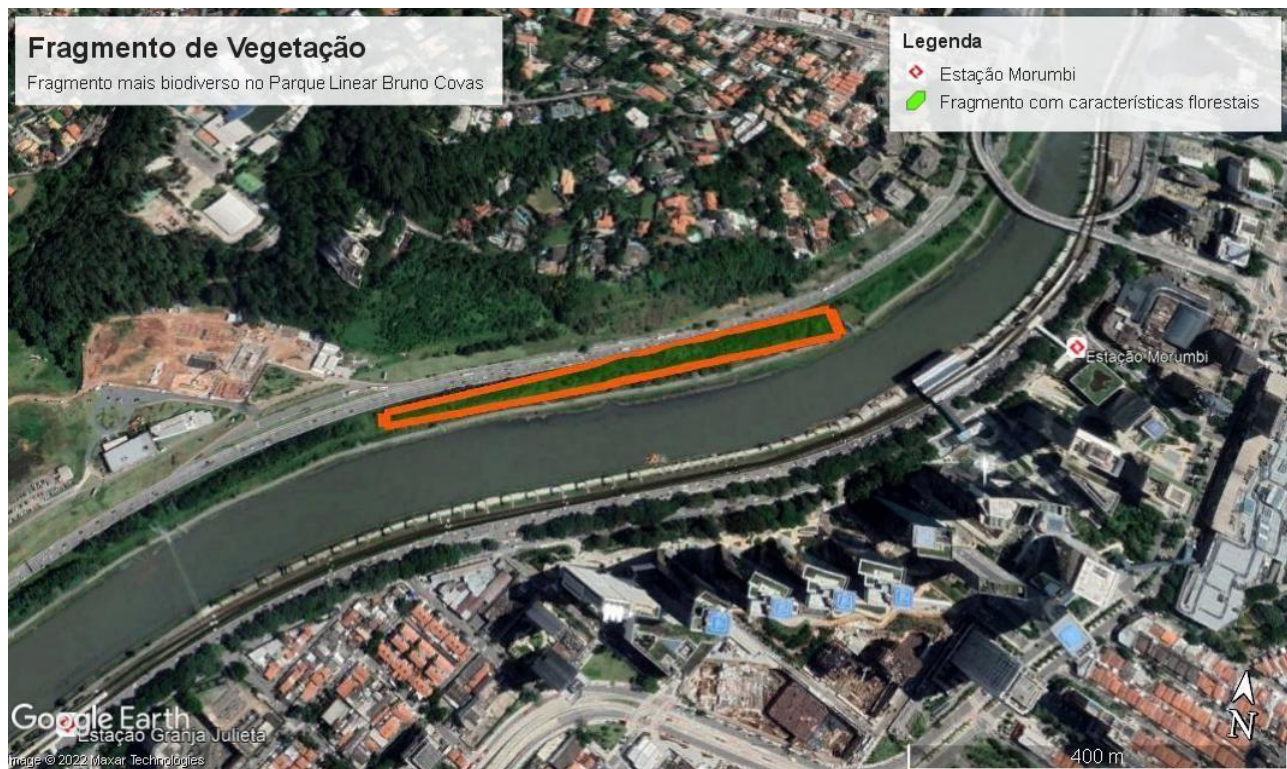 Fragmento de Vegetação
Fragmento mais biodiverso no Parque Linear Bruno Covas
Legenda
Estação Morumbi
Fragmento com características florestais
Estação Morumbi
Google Earth
Estação Granja Julieta
Image © 2022 Maxar Technologies
400 m
N